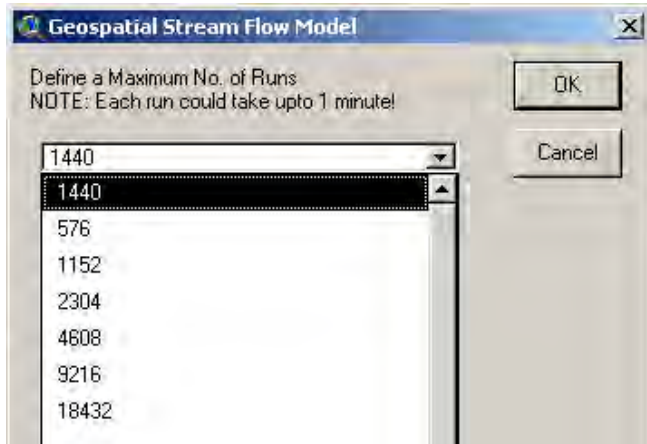 Geospatial Stream Flow Model
Define a Maximum No. of Runs
NOTE: Each run could take upto 1 minute!
OK
Cancel
1440
1440
576
1152
2304
4608
9216
18432